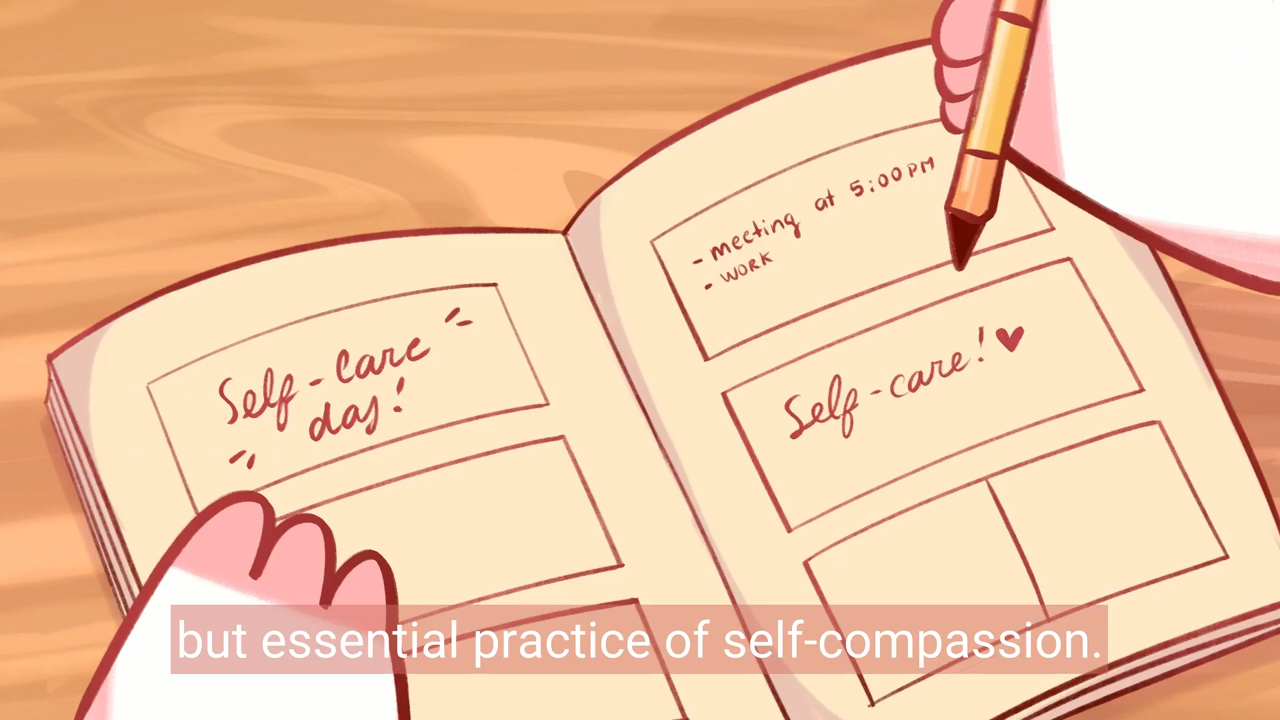 Self-care
day!
- meeting at 5:00PM
- WORK
Self-care! ♥
but essential practice of self-compassion.